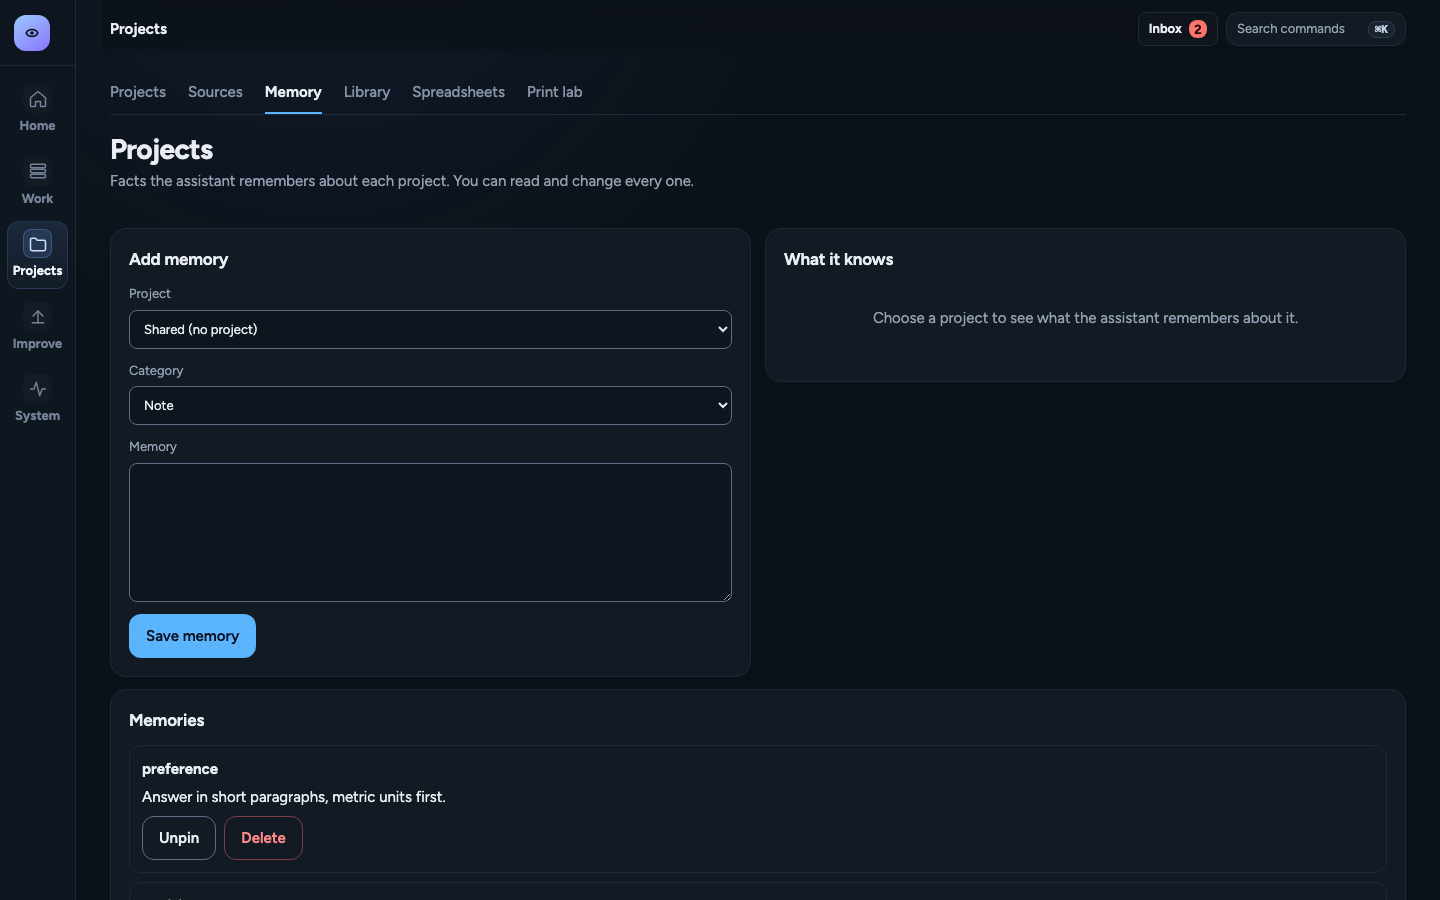 Projects
Inbox 2
Search commands ⌘K
Home
Work
Projects
Improve
System
Projects Sources Memory Library Spreadsheets Print lab
Projects
Facts the assistant remembers about each project. You can read and change every one.
Add memory
Project
Shared (no project)
Category
Note
Memory
Save memory
What it knows
Choose a project to see what the assistant remembers about it.
Memories
preference
Answer in short paragraphs, metric units first.
Unpin Delete